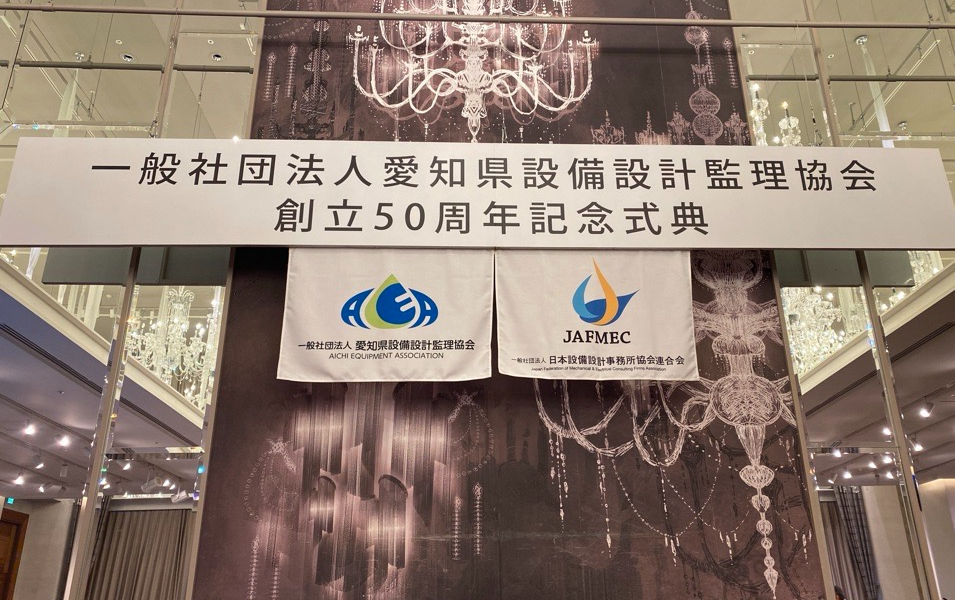 一般社団法人愛知県設備設計監理協会
創立50周年記念式典
AEA
一般社団法人 愛知県設備設計監理協会
AICHI EQUIPMENT ASSOCIATION
JAFMEC
一般社団法人 日本設備設計事務所協会連合会
Japan Federation of Mechanical & Electrical Consulting Firms Association